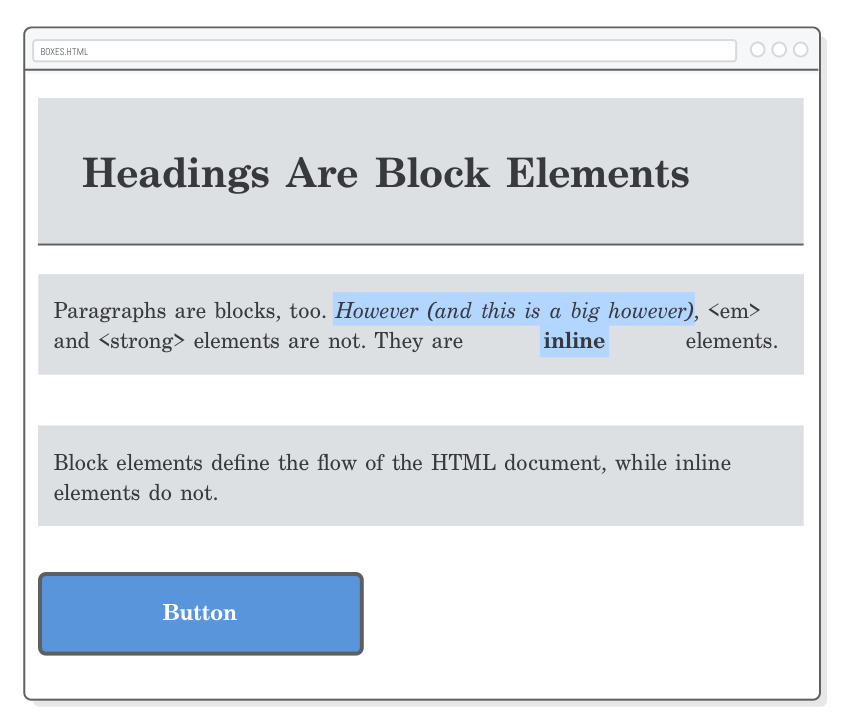 BOXES.HTML
Headings Are Block Elements
Paragraphs are blocks, too. However (and this is a big however), <em>
and <strong> elements are not. They are inline elements.
Block elements define the flow of the HTML document, while inline
elements do not.
Button